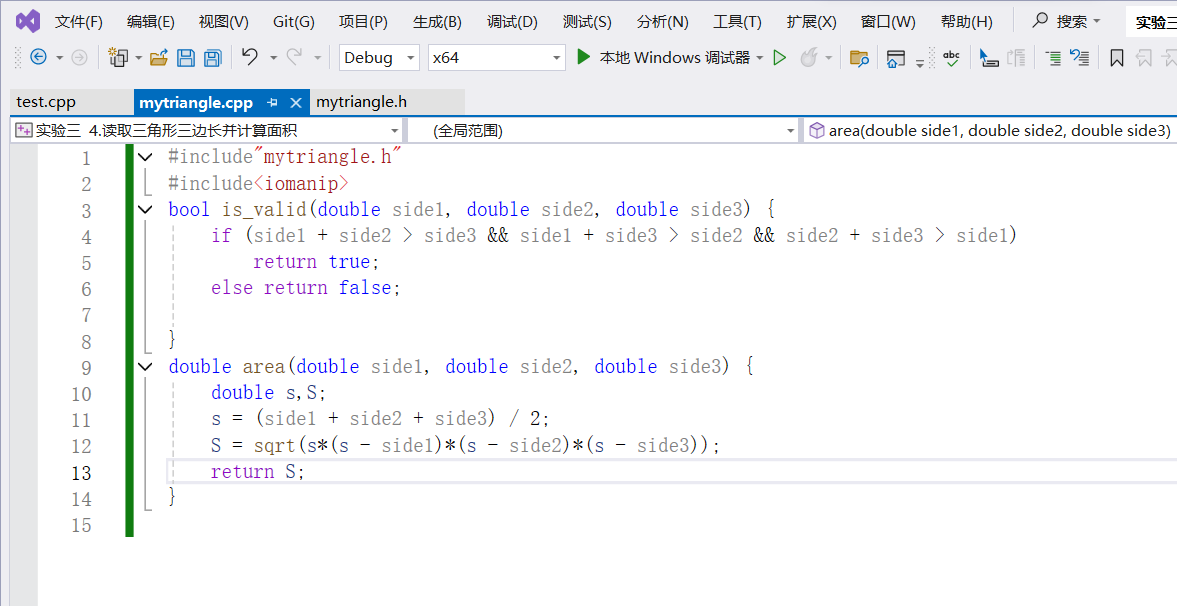 文件(F) 编辑(E) 视图(V) Git(G) 项目(P) 生成(B) 调试(D) 测试(S) 分析(N) 工具(T) 扩展(X) 窗口(W) 帮助(H) 搜索 实验三
Debug x64 本地 Windows 调试器 abc
test.cpp mytriangle.cpp mytriangle.h
实验三 4.读取三角形三边长并计算面积 (全局范围) area(double side1, double side2, double side3)
1 #include"mytriangle.h"
2 #include<iomanip>
3 bool is_valid(double side1, double side2, double side3) {
4 if (side1 + side2 > side3 && side1 + side3 > side2 && side2 + side3 > side1)
5 return true;
6 else return false;
7
8 }
9 double area(double side1, double side2, double side3) {
10 double s,S;
11 s = (side1 + side2 + side3) / 2;
12 S = sqrt(s*(s - side1)*(s - side2)*(s - side3));
13 return S;
14 }
15